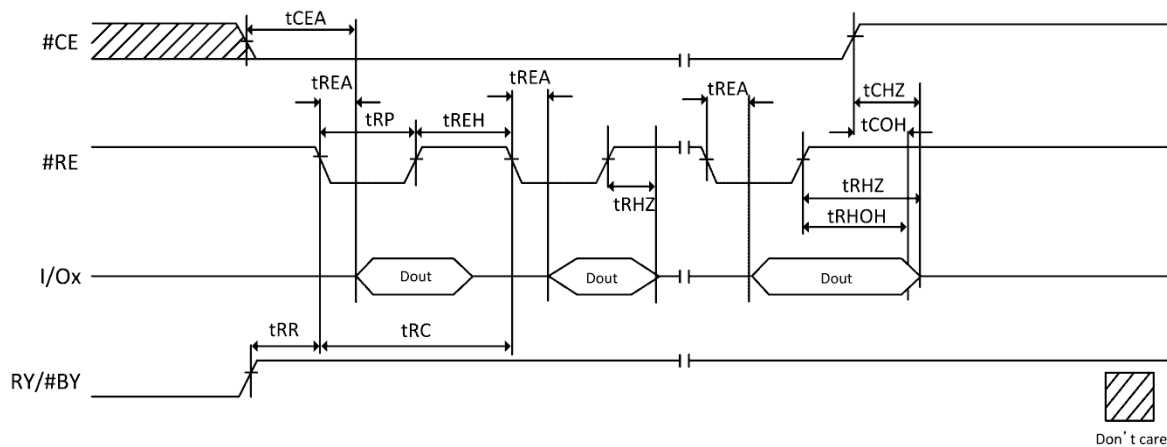 tCEA
#CE
tREA
tREA
tREA
tCHZ
tRP
tREH
tCOH
#RE
tRHZ
tRHZ
tRHOH
I/Ox
Dout
Dout
Dout
tRR
tRC
RY/#BY
Don't care